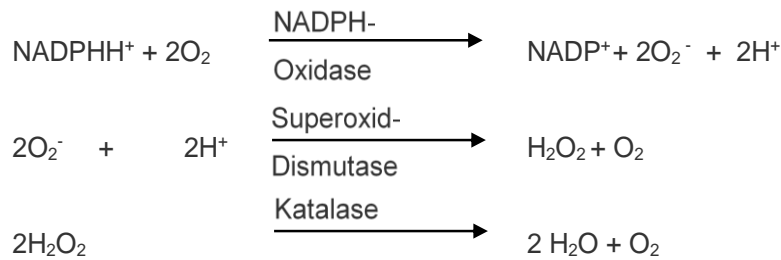 NADPHH⁺ + 2O₂ NADPH- NADP⁺ + 2O₂⁻ + 2H⁺
Oxidase
2O₂⁻ + 2H⁺ Superoxid- H₂O₂ + O₂
Dismutase
2H₂O₂ Katalase 2 H₂O + O₂